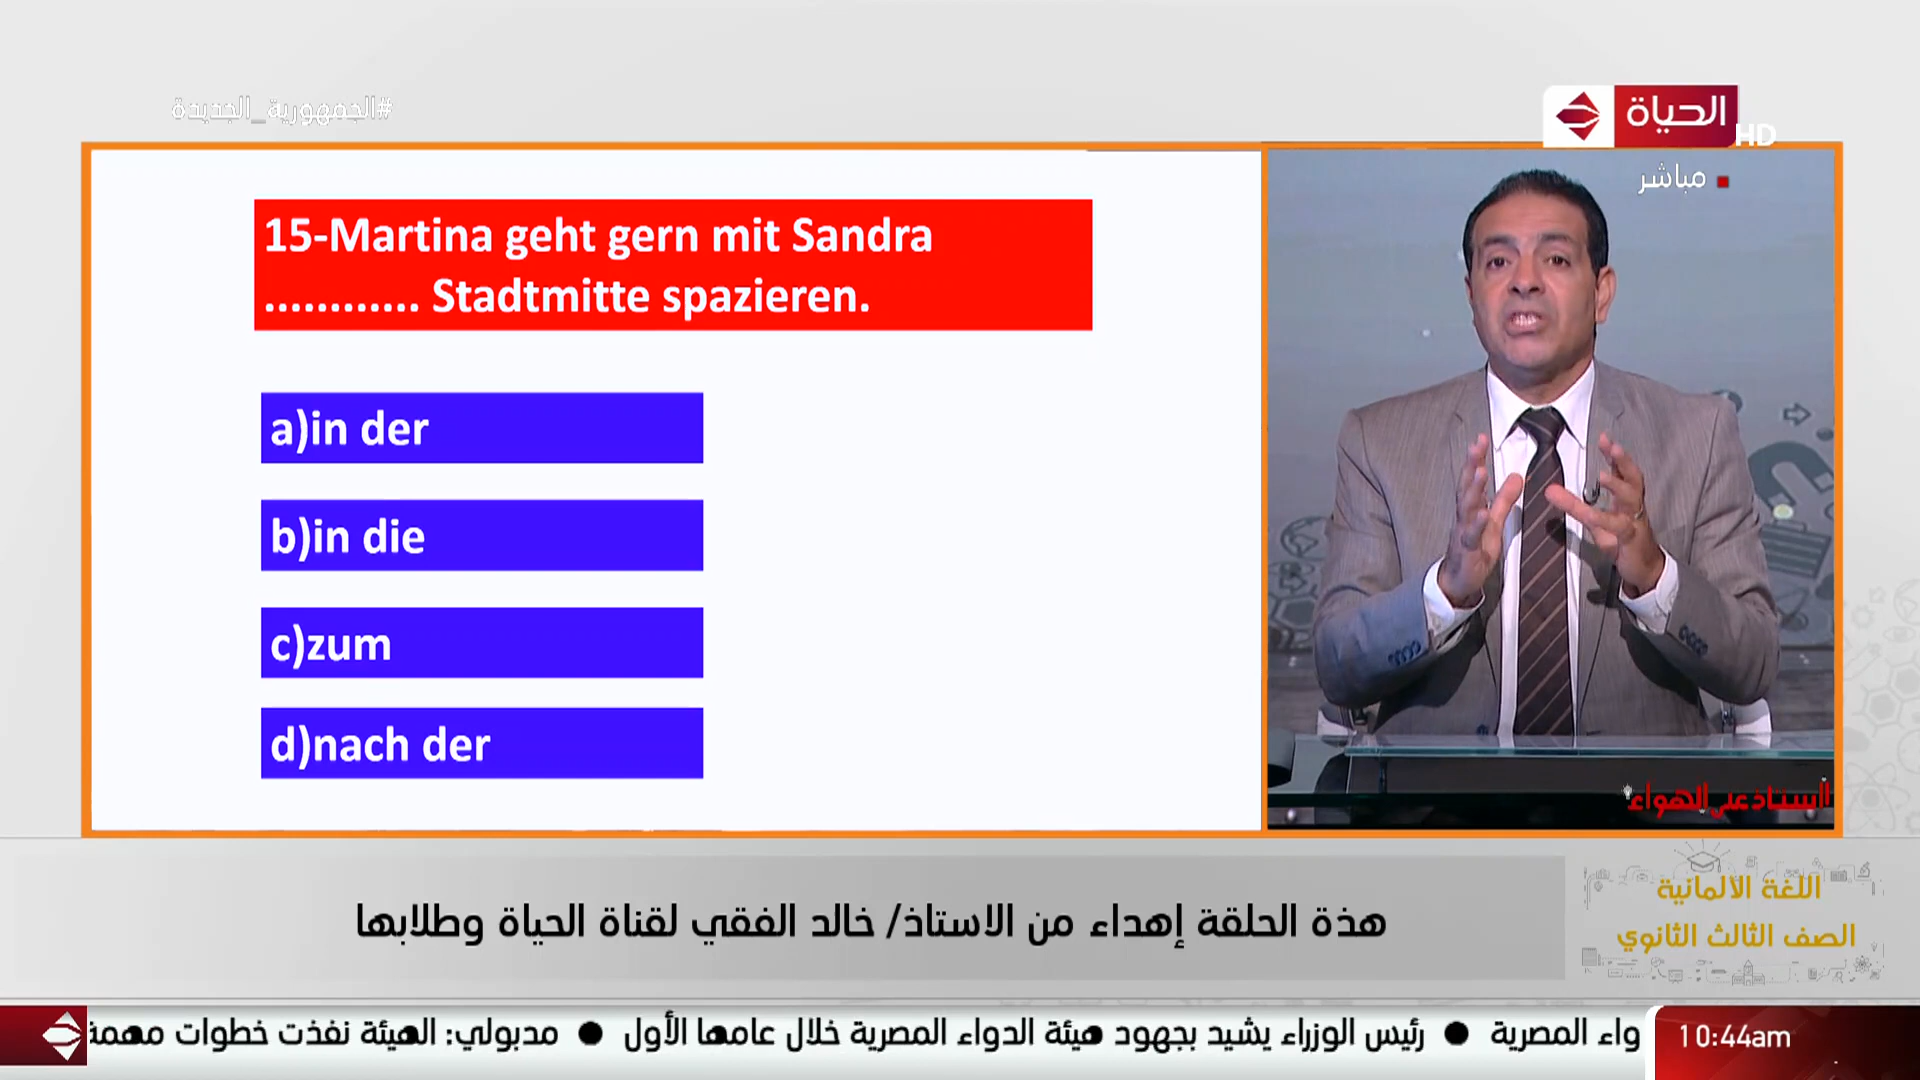 #الجمهورية_الجديدة
الحياة
HD
مباشر
15-Martina geht gern mit Sandra
............ Stadtmitte spazieren.
a)in der
b)in die
c)zum
d)nach der
أستاذ على الهواء
اللغة الالمانية
الصف الثالث الثانوي
هذة الحلقة إهداء من الاستاذ/ خالد الفقي لقناة الحياة وطلابها
واء المصرية ● رئيس الوزراء يشيد بجهود هيئة الدواء المصرية خلال عامها الأول ● مدبولي: الهيئة نفذت خطوات مهمة
10:44am